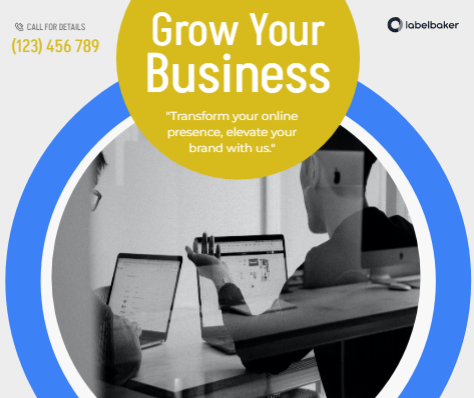 CALL FOR DETAILS
(123) 456 789
labelbaker
Grow Your
Business
"Transform your online
presence, elevate your
brand with us."